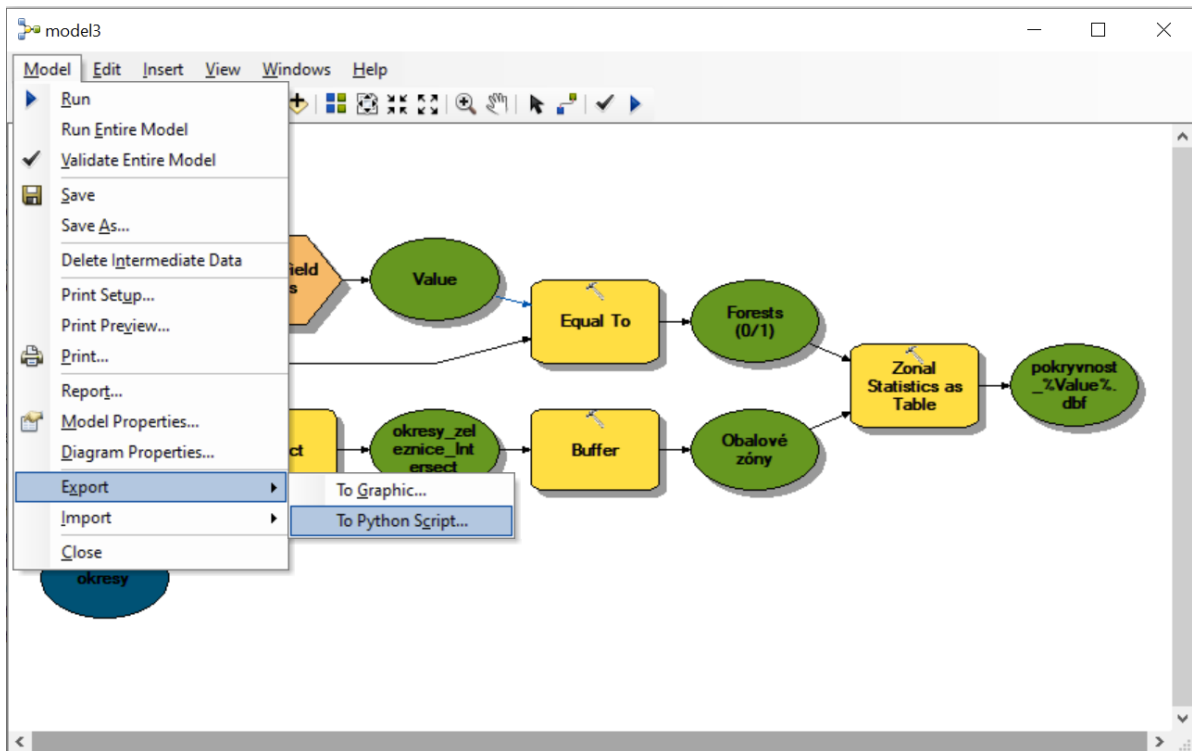 model3
Model Edit Insert View Windows Help
Run
Run Entire Model
Validate Entire Model
Save
Save As...
Delete Intermediate Data
Print Setup...
Print Preview...
Print...
Report...
Model Properties...
Diagram Properties...
Export
Import
Close
To Graphic...
To Python Script...
ield
s
Value
Equal To
Forests
(0/1)
Zonal
Statistics as
Table
pokryvnost
_%Value%.
dbf
ct
okresy_zel
eznice_Int
ersect
Buffer
Obalové
zóny
okresy